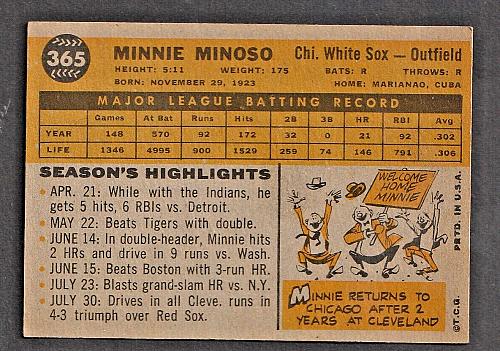 365
MINNIE MINOSO Chi. White Sox — Outfield
HEIGHT: 5:11 WEIGHT: 175 BATS: R THROWS: R
BORN: NOVEMBER 29, 1923 HOME: MARIANAO, CUBA
MAJOR LEAGUE BATTING RECORD
Games At Bat Runs Hits 2B 3B HR RBI Avg
YEAR 148 570 92 172 32 0 21 92 .302
LIFE 1346 4995 900 1529 259 74 146 791 .306
SEASON'S HIGHLIGHTS
• APR. 21: While with the Indians, he
gets 5 hits, 6 RBIs vs. Detroit.
• MAY 22: Beats Tigers with double.
• JUNE 14: In double-header, Minnie hits
2 HRs and drive in 9 runs vs. Wash.
• JUNE 15: Beats Boston with 3-run HR.
• JULY 23: Blasts grand-slam HR vs. N.Y.
• JULY 30: Drives in all Cleve. runs in
4-3 triumph over Red Sox.
WELCOME
HOME
MINNIE
MINNIE RETURNS TO
CHICAGO AFTER 2
YEARS AT CLEVELAND
©T.C.G. PRTD. IN U.S.A.